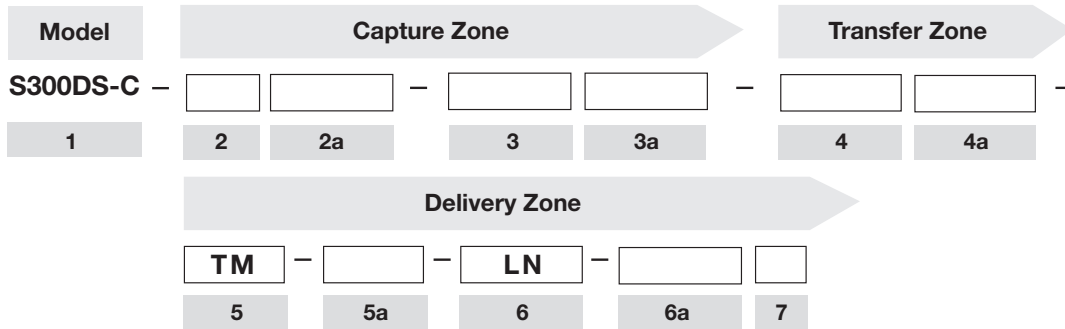 Model Capture Zone Transfer Zone
S300DS-C – – – –
1 2 2a 3 3a 4 4a
Delivery Zone
TM – – LN –
5 5a 6 6a 7